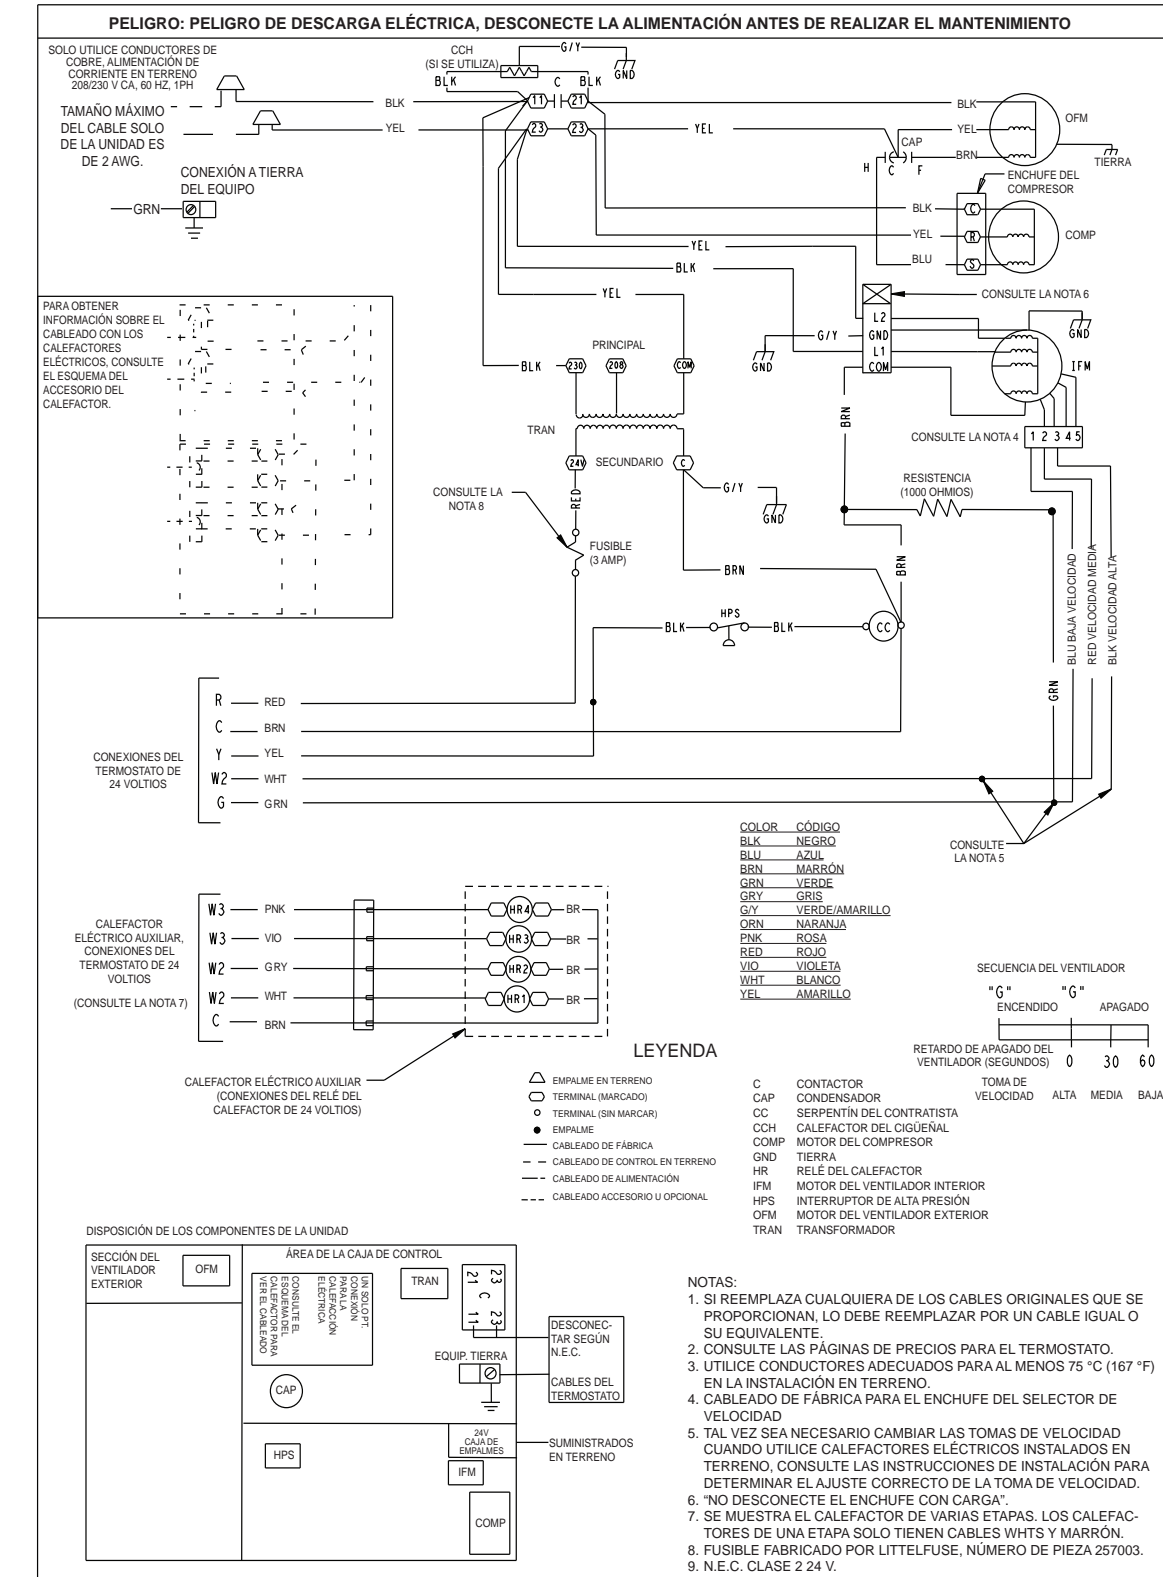 PELIGRO: PELIGRO DE DESCARGA ELÉCTRICA, DESCONECTE LA ALIMENTACIÓN ANTES DE REALIZAR EL MANTENIMIENTO
SOLO UTILICE CONDUCTORES DE
COBRE, ALIMENTACIÓN DE
CORRIENTE EN TERRENO
208/230 V CA, 60 HZ, 1PH
TAMAÑO MÁXIMO
DEL CABLE SOLO
DE LA UNIDAD ES
DE 2 AWG.
CONEXIÓN A TIERRA
DEL EQUIPO
GRN
BLK
YEL
CCH
(SI SE UTILIZA)
G/Y
GND
BLK C BLK
11 21
23 23
YEL
BLK
YEL
BRN
OFM
TIERRA
CAP
H C F
ENCHUFE DEL
COMPRESOR
BLK C
YEL R
BLU S
COMP
YEL
BLK
YEL
CONSULTE LA NOTA 6
L2
GND
L1
COM
G/Y
GND
GND
IFM
PRINCIPAL
BLK 230 208 COM
TRAN
24V SECUNDARIO C
BRN
CONSULTE LA NOTA 4
1 2 3 4 5
PARA OBTENER
INFORMACIÓN SOBRE EL
CABLEADO CON LOS
CALEFACTORES
ELÉCTRICOS, CONSULTE
EL ESQUEMA DEL
ACCESORIO DEL
CALEFACTOR.
CONSULTE LA
NOTA 8
RED
G/Y
GND
RESISTENCIA
(1000 OHMIOS)
FUSIBLE
(3 AMP)
BRN
BRN
HPS
BLK BLK CC
BLU BAJA VELOCIDAD
RED VELOCIDAD MEDIA
BLK VELOCIDAD ALTA
GRN
CONEXIONES DEL
TERMOSTATO DE
24 VOLTIOS
R RED
C BRN
Y YEL
W2 WHT
G GRN
CONSULTE
LA NOTA 5
COLOR CÓDIGO
BLK NEGRO
BLU AZUL
BRN MARRÓN
GRN VERDE
GRY GRIS
G/Y VERDE/AMARILLO
ORN NARANJA
PNK ROSA
RED ROJO
VIO VIOLETA
WHT BLANCO
YEL AMARILLO
CALEFACTOR
ELÉCTRICO AUXILIAR,
CONEXIONES DEL
TERMOSTATO DE 24
VOLTIOS
(CONSULTE LA NOTA 7)
W3 PNK HR4 BR
W3 VIO HR3 BR
W2 GRY HR2 BR
W2 WHT HR1 BR
C BRN
CALEFACTOR ELÉCTRICO AUXILIAR
(CONEXIONES DEL RELÉ DEL
CALEFACTOR DE 24 VOLTIOS)
SECUENCIA DEL VENTILADOR
"G" "G"
ENCENDIDO APAGADO
RETARDO DE APAGADO DEL
VENTILADOR (SEGUNDOS) 0 30 60
TOMA DE
VELOCIDAD ALTA MEDIA BAJA
LEYENDA
EMPALME EN TERRENO
TERMINAL (MARCADO)
TERMINAL (SIN MARCAR)
EMPALME
CABLEADO DE FÁBRICA
CABLEADO DE CONTROL EN TERRENO
CABLEADO DE ALIMENTACIÓN
CABLEADO ACCESORIO U OPCIONAL
C CONTACTOR
CAP CONDENSADOR
CC SERPENTÍN DEL CONTRATISTA
CCH CALEFACTOR DEL CIGÜEÑAL
COMP MOTOR DEL COMPRESOR
GND TIERRA
HR RELÉ DEL CALEFACTOR
IFM MOTOR DEL VENTILADOR INTERIOR
HPS INTERRUPTOR DE ALTA PRESIÓN
OFM MOTOR DEL VENTILADOR EXTERIOR
TRAN TRANSFORMADOR
DISPOSICIÓN DE LOS COMPONENTES DE LA UNIDAD
SECCIÓN DEL
VENTILADOR
EXTERIOR
OFM
ÁREA DE LA CAJA DE CONTROL
UN SOLO PT.
CONEXIÓN
PARA LA
CALEFACCIÓN
ELÉCTRICA
CONSULTE EL
ESQUEMA DEL
CALEFACTOR PARA
VER EL CABLEADO
TRAN
23 21
C
23 11
CAP
EQUIP. TIERRA
DESCONEC-
TAR SEGÚN
N.E.C.
CABLES DEL
TERMOSTATO
24V
CAJA DE
EMPALMES
SUMINISTRADOS
EN TERRENO
HPS
IFM
COMP
NOTAS:
1. SI REEMPLAZA CUALQUIERA DE LOS CABLES ORIGINALES QUE SE
PROPORCIONAN, LO DEBE REEMPLAZAR POR UN CABLE IGUAL O
SU EQUIVALENTE.
2. CONSULTE LAS PÁGINAS DE PRECIOS PARA EL TERMOSTATO.
3. UTILICE CONDUCTORES ADECUADOS PARA AL MENOS 75 °C (167 °F)
EN LA INSTALACIÓN EN TERRENO.
4. CABLEADO DE FÁBRICA PARA EL ENCHUFE DEL SELECTOR DE
VELOCIDAD
5. TAL VEZ SEA NECESARIO CAMBIAR LAS TOMAS DE VELOCIDAD
CUANDO UTILICE CALEFACTORES ELÉCTRICOS INSTALADOS EN
TERRENO, CONSULTE LAS INSTRUCCIONES DE INSTALACIÓN PARA
DETERMINAR EL AJUSTE CORRECTO DE LA TOMA DE VELOCIDAD.
6. “NO DESCONECTE EL ENCHUFE CON CARGA”.
7. SE MUESTRA EL CALEFACTOR DE VARIAS ETAPAS. LOS CALEFAC-
TORES DE UNA ETAPA SOLO TIENEN CABLES WHTS Y MARRÓN.
8. FUSIBLE FABRICADO POR LITTELFUSE, NÚMERO DE PIEZA 257003.
9. N.E.C. CLASE 2 24 V.